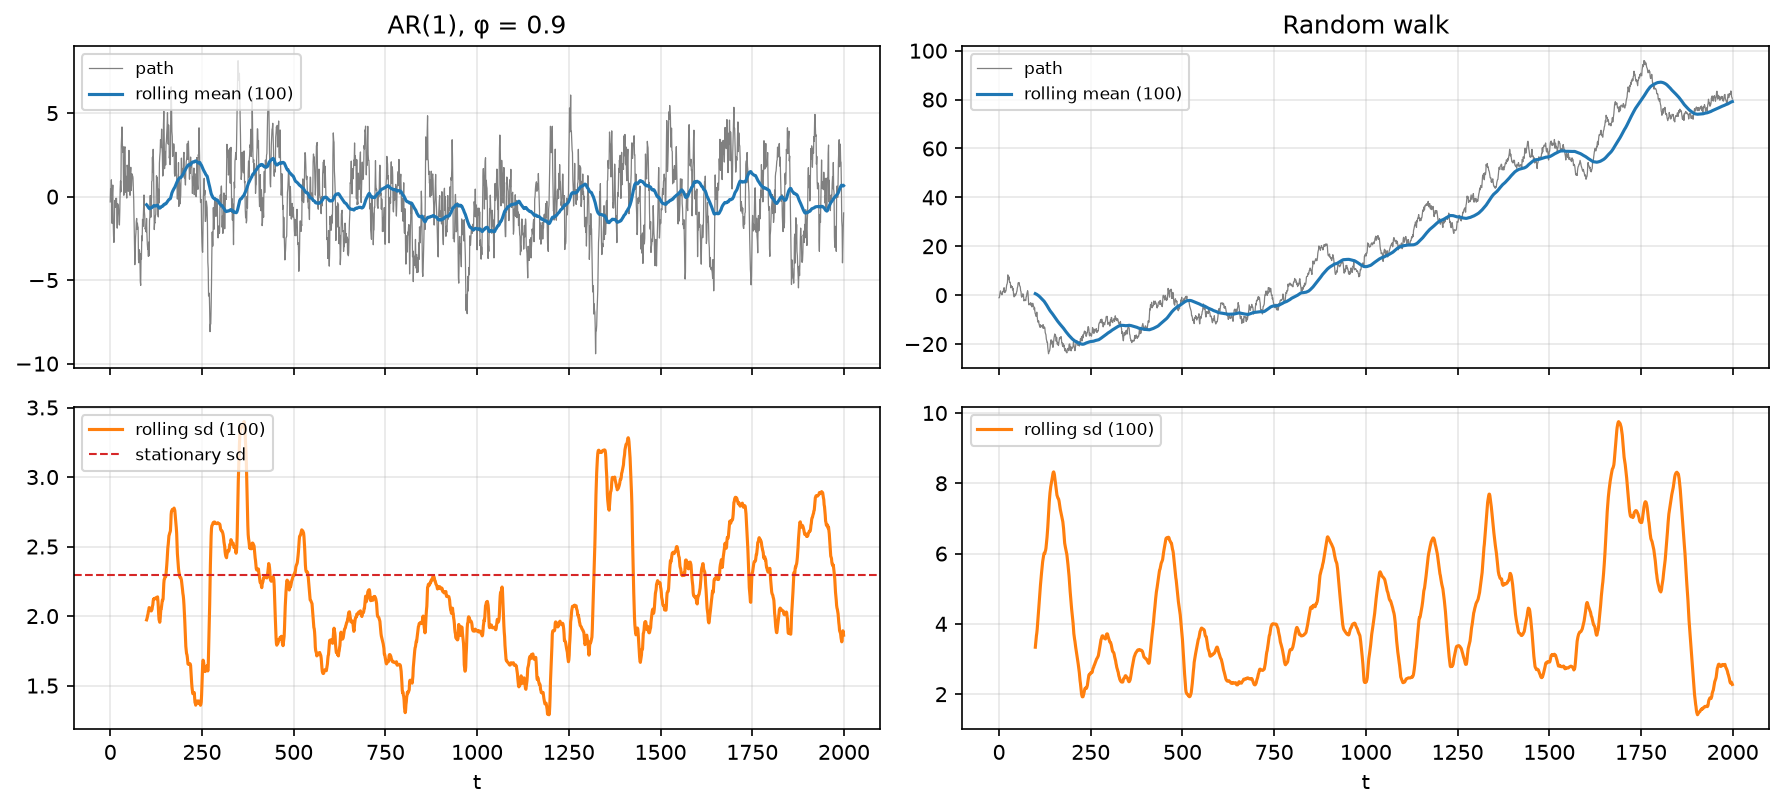 AR(1), φ = 0.9
path
rolling mean (100)
5
0
−5
−10
Random walk
path
rolling mean (100)
100
80
60
40
20
0
−20
rolling sd (100)
stationary sd
3.5
3.0
2.5
2.0
1.5
0 250 500 750 1000 1250 1500 1750 2000
t
rolling sd (100)
10
8
6
4
2
0 250 500 750 1000 1250 1500 1750 2000
t